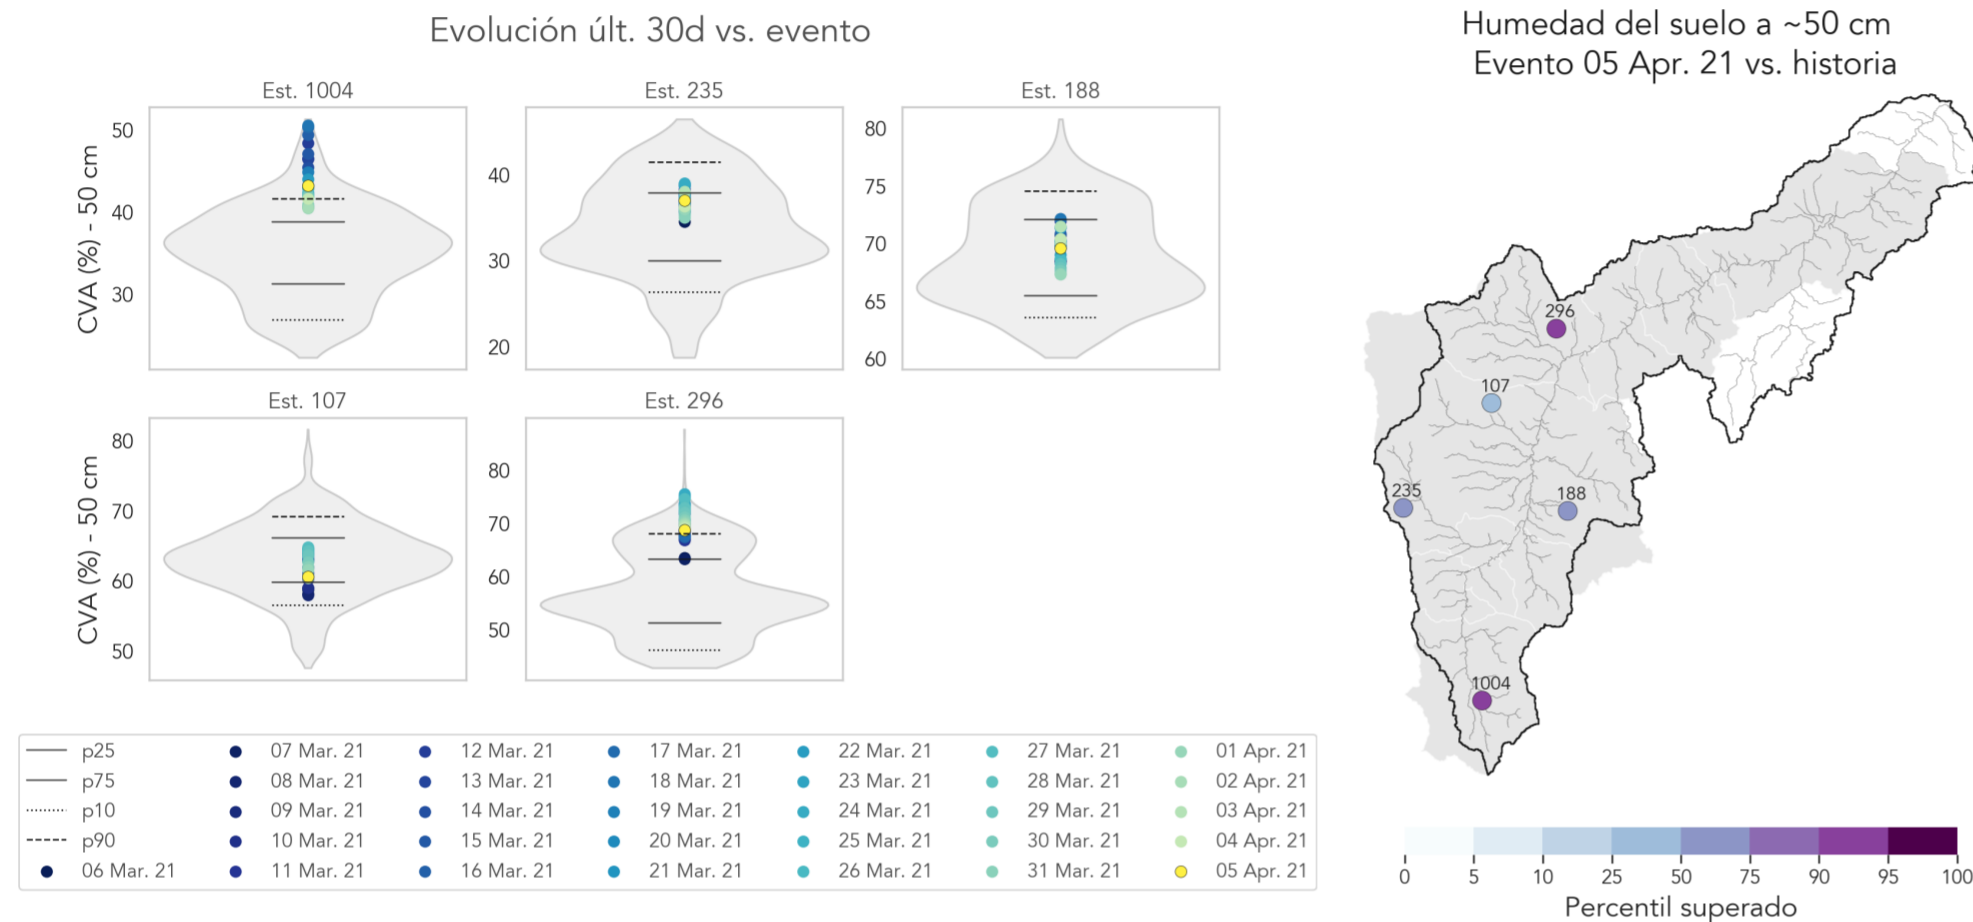 Evolución últ. 30d vs. evento
Est. 1004
CVA (%) - 50 cm
50
40
30
Est. 235
40
30
20
Est. 188
80
75
70
65
60
Est. 107
CVA (%) - 50 cm
80
70
60
50
Est. 296
80
70
60
50
p25
p75
p10
p90
06 Mar. 21
07 Mar. 21
08 Mar. 21
09 Mar. 21
10 Mar. 21
11 Mar. 21
12 Mar. 21
13 Mar. 21
14 Mar. 21
15 Mar. 21
16 Mar. 21
17 Mar. 21
18 Mar. 21
19 Mar. 21
20 Mar. 21
21 Mar. 21
22 Mar. 21
23 Mar. 21
24 Mar. 21
25 Mar. 21
26 Mar. 21
27 Mar. 21
28 Mar. 21
29 Mar. 21
30 Mar. 21
31 Mar. 21
01 Apr. 21
02 Apr. 21
03 Apr. 21
04 Apr. 21
05 Apr. 21
Humedad del suelo a ~50 cm
Evento 05 Apr. 21 vs. historia
296
107
235
188
1004
0 5 10 25 50 75 90 95 100
Percentil superado